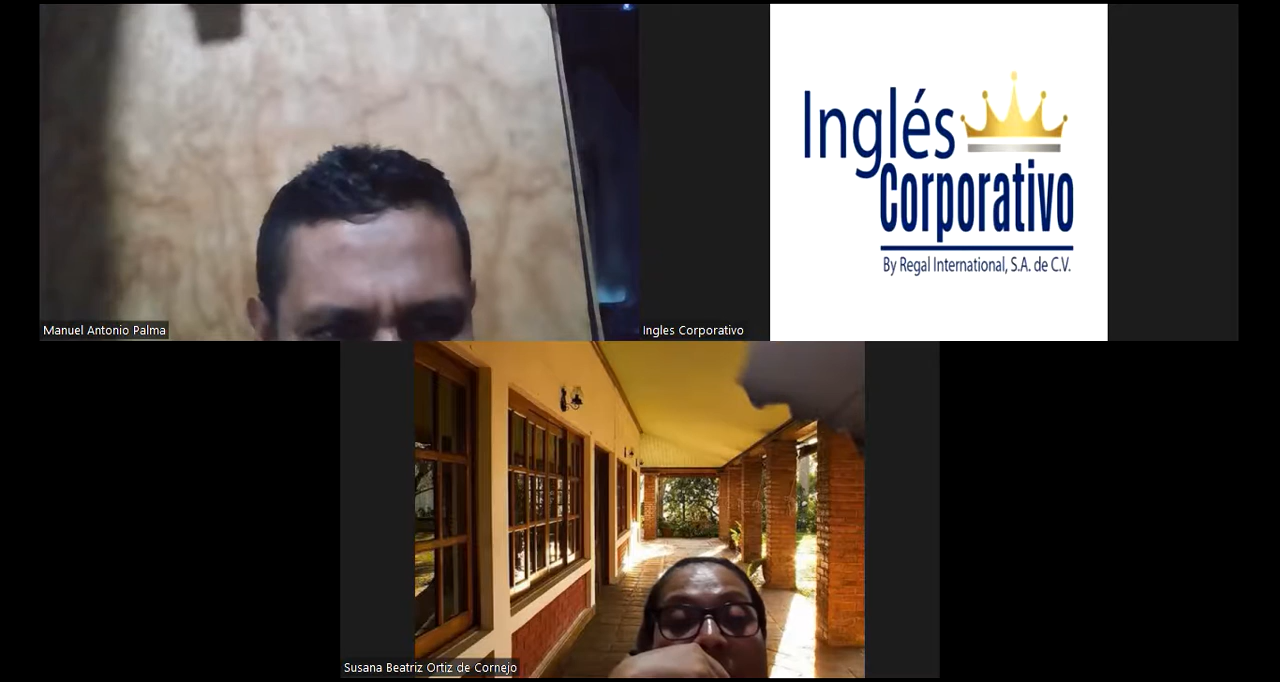 Inglés
Corporativo
By Regal International, S.A. de C.V.
Manuel Antonio Palma
Ingles Corporativo
Susana Beatriz Ortiz de Cornejo